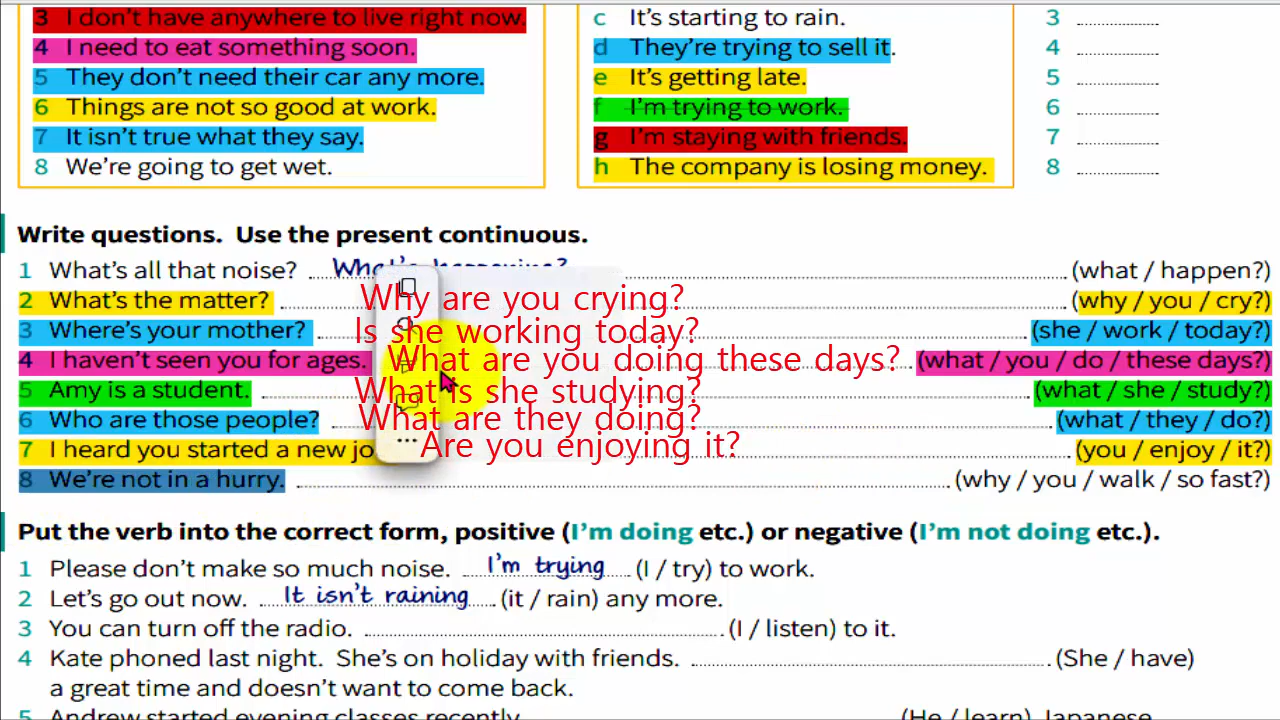 3 I don't have anywhere to live right now.
4 I need to eat something soon.
5 They don't need their car any more.
6 Things are not so good at work.
7 It isn't true what they say.
8 We're going to get wet.
c It's starting to rain.
d They're trying to sell it.
e It's getting late.
f I'm trying to work.
g I'm staying with friends.
h The company is losing money.
3 ....................
4 ....................
5 ....................
6 ....................
7 ....................
8 ....................
Write questions. Use the present continuous.
1 What's all that noise? What's happening? (what / happen?)
2 What's the matter? Why are you crying? (why / you / cry?)
3 Where's your mother? Is she working today? (she / work / today?)
4 I haven't seen you for ages. What are you doing these days? (what / you / do / these days?)
5 Amy is a student. What is she studying? (what / she / study?)
6 Who are those people? What are they doing? (what / they / do?)
7 I heard you started a new jo Are you enjoying it? (you / enjoy / it?)
8 We're not in a hurry. (why / you / walk / so fast?)
Put the verb into the correct form, positive (I'm doing etc.) or negative (I'm not doing etc.).
1 Please don't make so much noise. I'm trying (I / try) to work.
2 Let's go out now. It isn't raining (it / rain) any more.
3 You can turn off the radio. (I / listen) to it.
4 Kate phoned last night. She's on holiday with friends. (She / have)
a great time and doesn't want to come back.
5 Andrew started evening classes recently. (He / learn) Japanese.